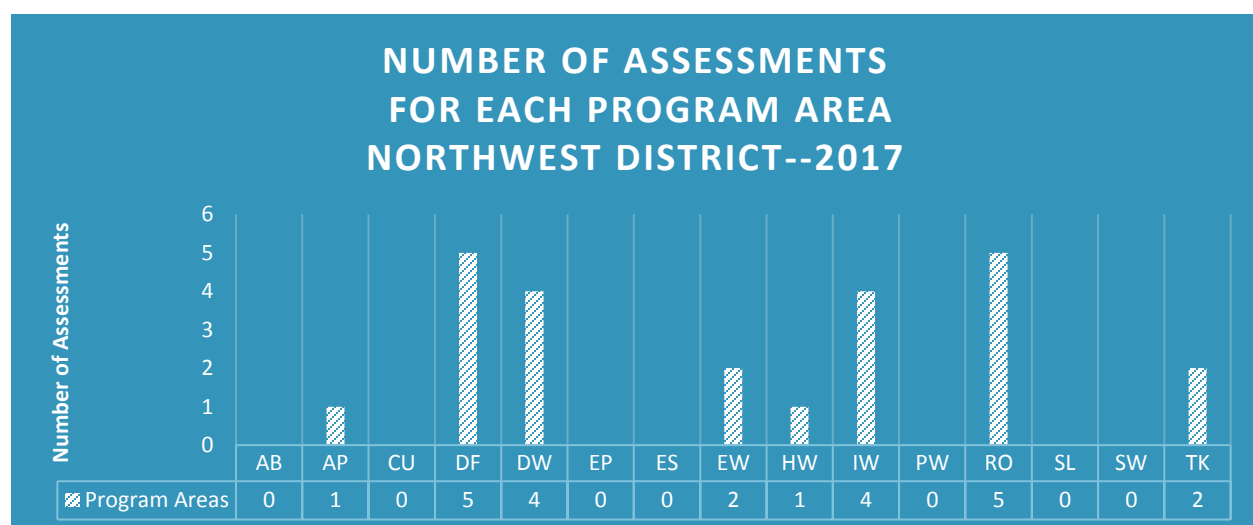 NUMBER OF ASSESSMENTS
FOR EACH PROGRAM AREA
NORTHWEST DISTRICT--2017
Number of Assessments
6
5
4
3
2
1
0
AB AP CU DF DW EP ES EW HW IW PW RO SL SW TK
Program Areas 0 1 0 5 4 0 0 2 1 4 0 5 0 0 2